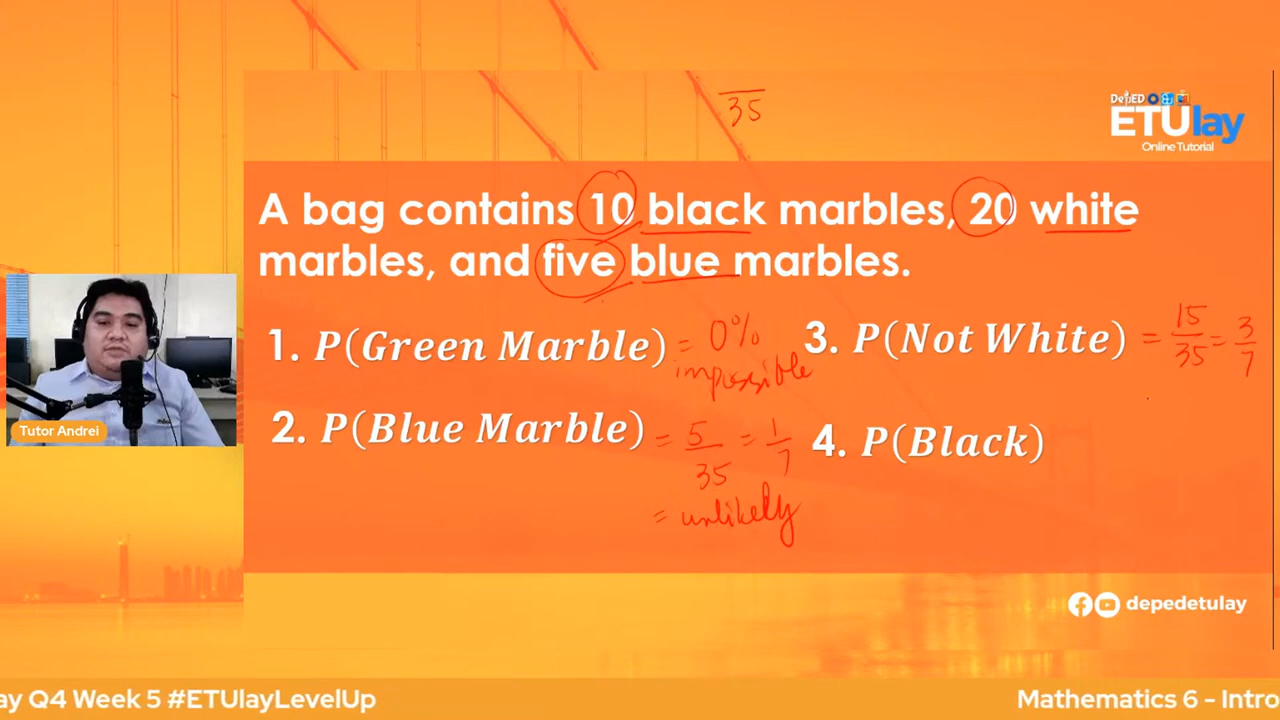 35
DepED
ETUlay
Online Tutorial
A bag contains 10 black marbles, 20 white
marbles, and five blue marbles.
1. P(Green Marble) = 0%
impossible
2. P(Blue Marble) = 5/35 = 1/7
= unlikely
3. P(Not White) = 15/35 = 3/7
4. P(Black)
Tutor Andrei
depedetulay
ay Q4 Week 5 #ETUlayLevelUp
Mathematics 6 - Intro